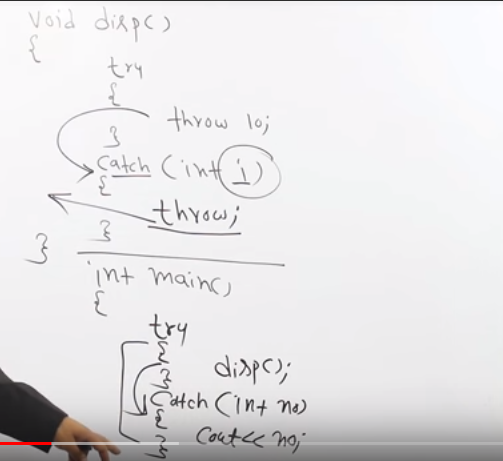 void disp()
{
try
{
throw 10;
}
catch (int i)
{
throw;
}
}
int main()
{
try
{
disp();
}
Catch (int no)
{
Cout<< no;
}